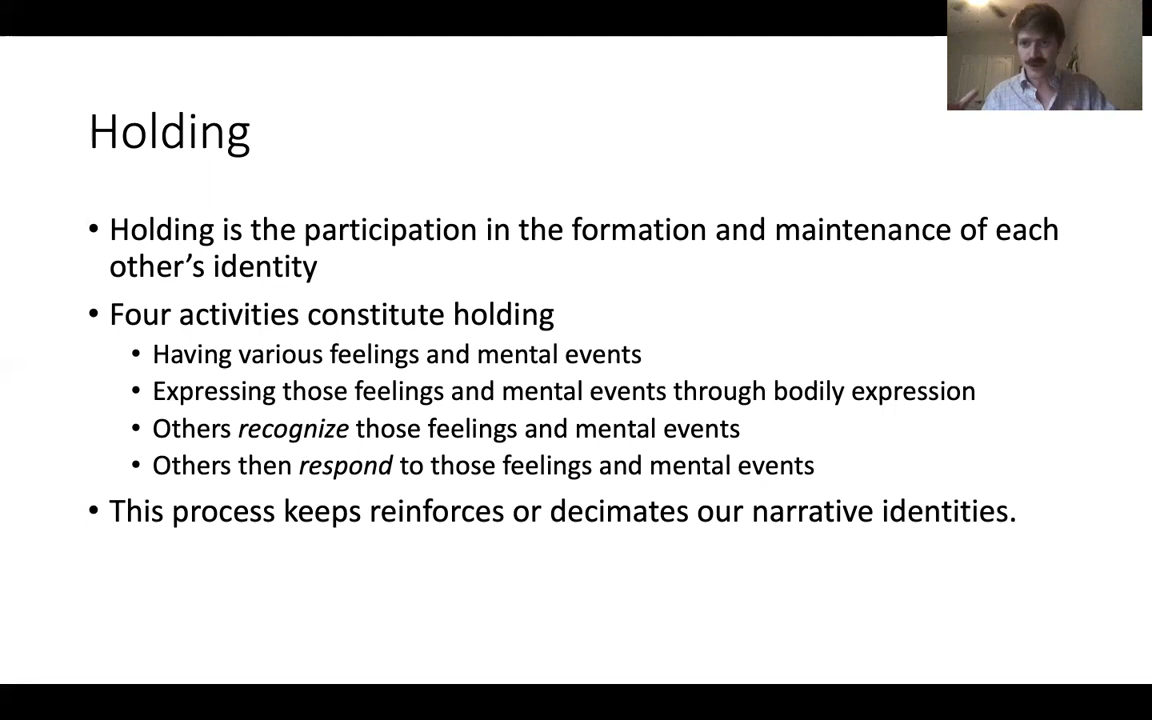 Holding
• Holding is the participation in the formation and maintenance of each
other’s identity
• Four activities constitute holding
• Having various feelings and mental events
• Expressing those feelings and mental events through bodily expression
• Others recognize those feelings and mental events
• Others then respond to those feelings and mental events
• This process keeps reinforces or decimates our narrative identities.